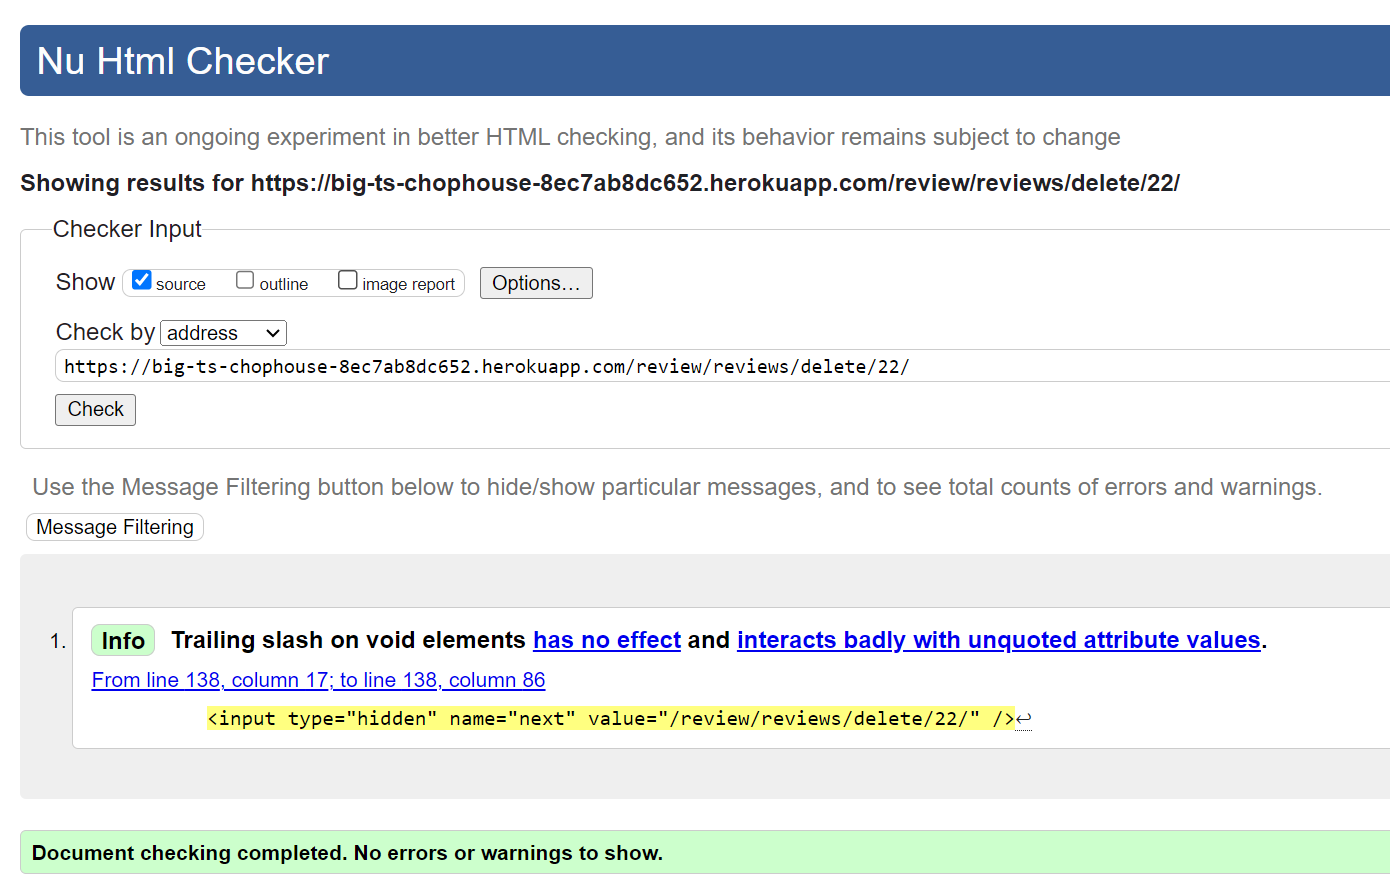 Nu Html Checker
This tool is an ongoing experiment in better HTML checking, and its behavior remains subject to change
Showing results for https://big-ts-chophouse-8ec7ab8dc652.herokuapp.com/review/reviews/delete/22/
Checker Input
Show source outline image report Options...
Check by address
https://big-ts-chophouse-8ec7ab8dc652.herokuapp.com/review/reviews/delete/22/
Check
Use the Message Filtering button below to hide/show particular messages, and to see total counts of errors and warnings.
Message Filtering
1. Info Trailing slash on void elements has no effect and interacts badly with unquoted attribute values.
From line 138, column 17; to line 138, column 86
<input type="hidden" name="next" value="/review/reviews/delete/22/" />↩
Document checking completed. No errors or warnings to show.